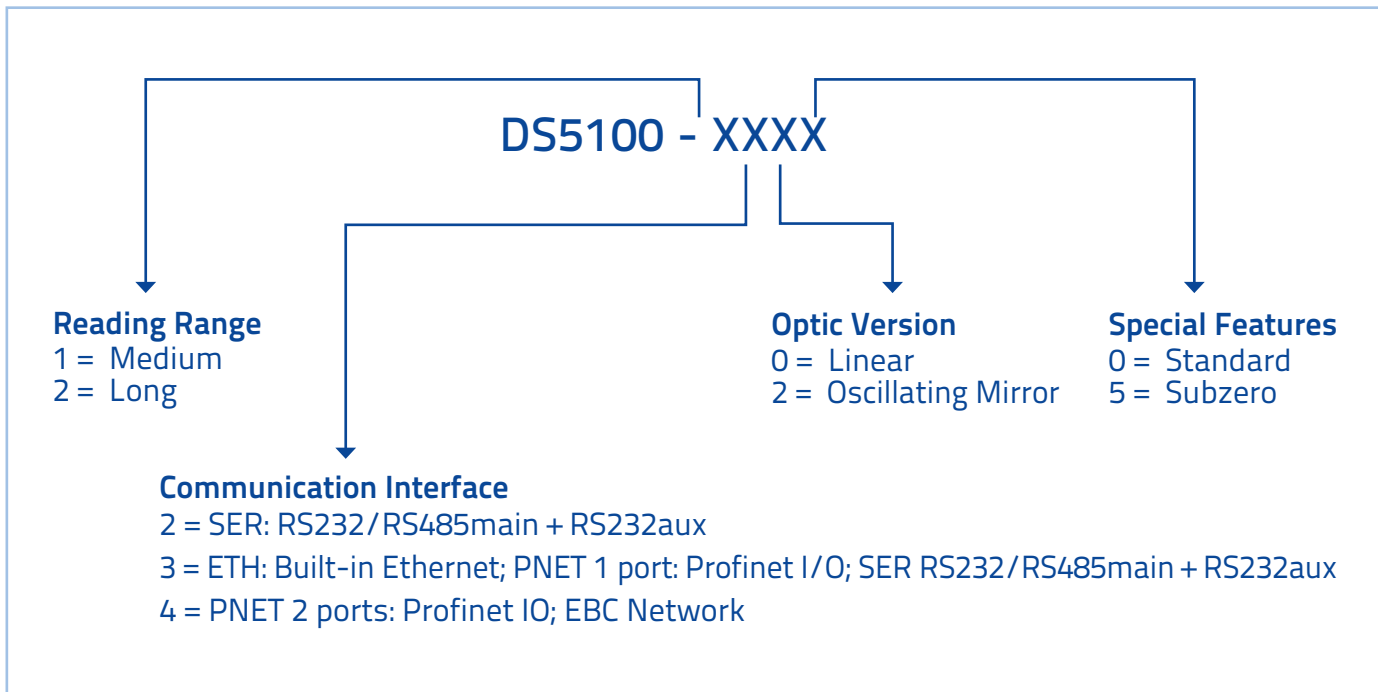 DS5100 - XXXX
Reading Range
1 = Medium
2 = Long
Optic Version
0 = Linear
2 = Oscillating Mirror
Special Features
0 = Standard
5 = Subzero
Communication Interface
2 = SER: RS232/RS485main + RS232aux
3 = ETH: Built-in Ethernet; PNET 1 port: Profinet I/O; SER RS232/RS485main + RS232aux
4 = PNET 2 ports: Profinet IO; EBC Network